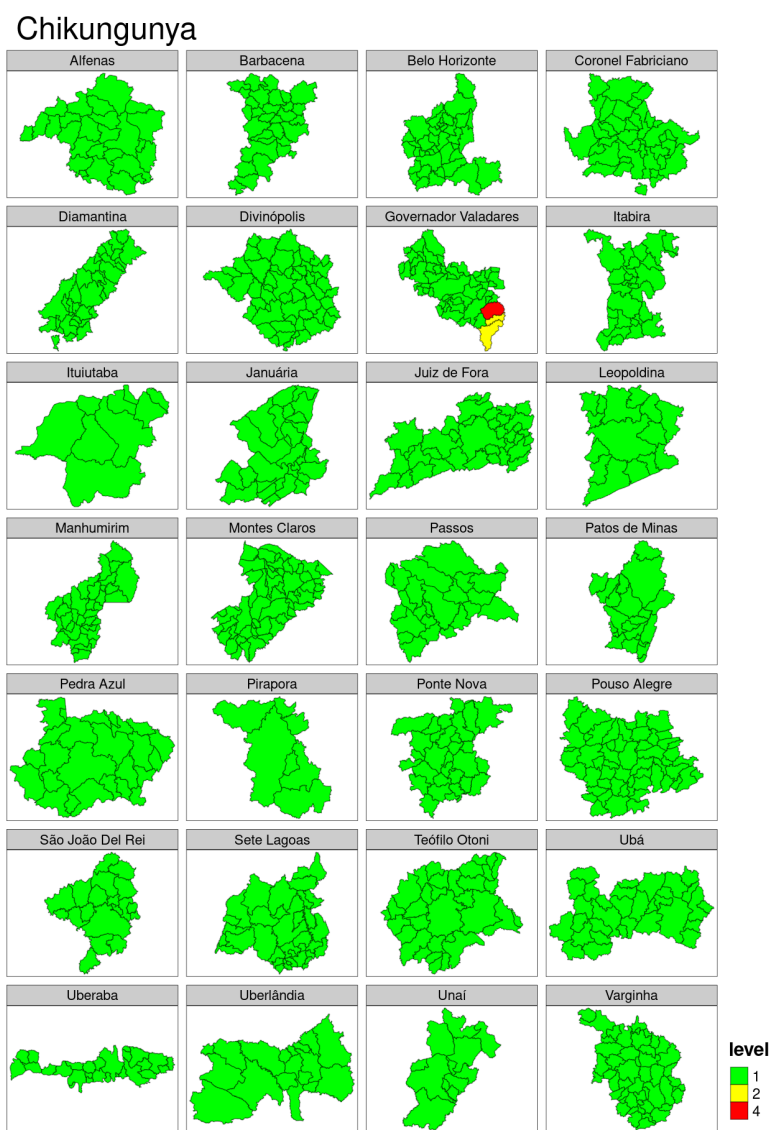 Chikungunya
Alfenas
Barbacena
Belo Horizonte
Coronel Fabriciano
Diamantina
Divinópolis
Governador Valadares
Itabira
Ituiutaba
Januária
Juiz de Fora
Leopoldina
Manhumirim
Montes Claros
Passos
Patos de Minas
Pedra Azul
Pirapora
Ponte Nova
Pouso Alegre
São João Del Rei
Sete Lagoas
Teófilo Otoni
Ubá
Uberaba
Uberlândia
Unaí
Varginha
level
1
2
4